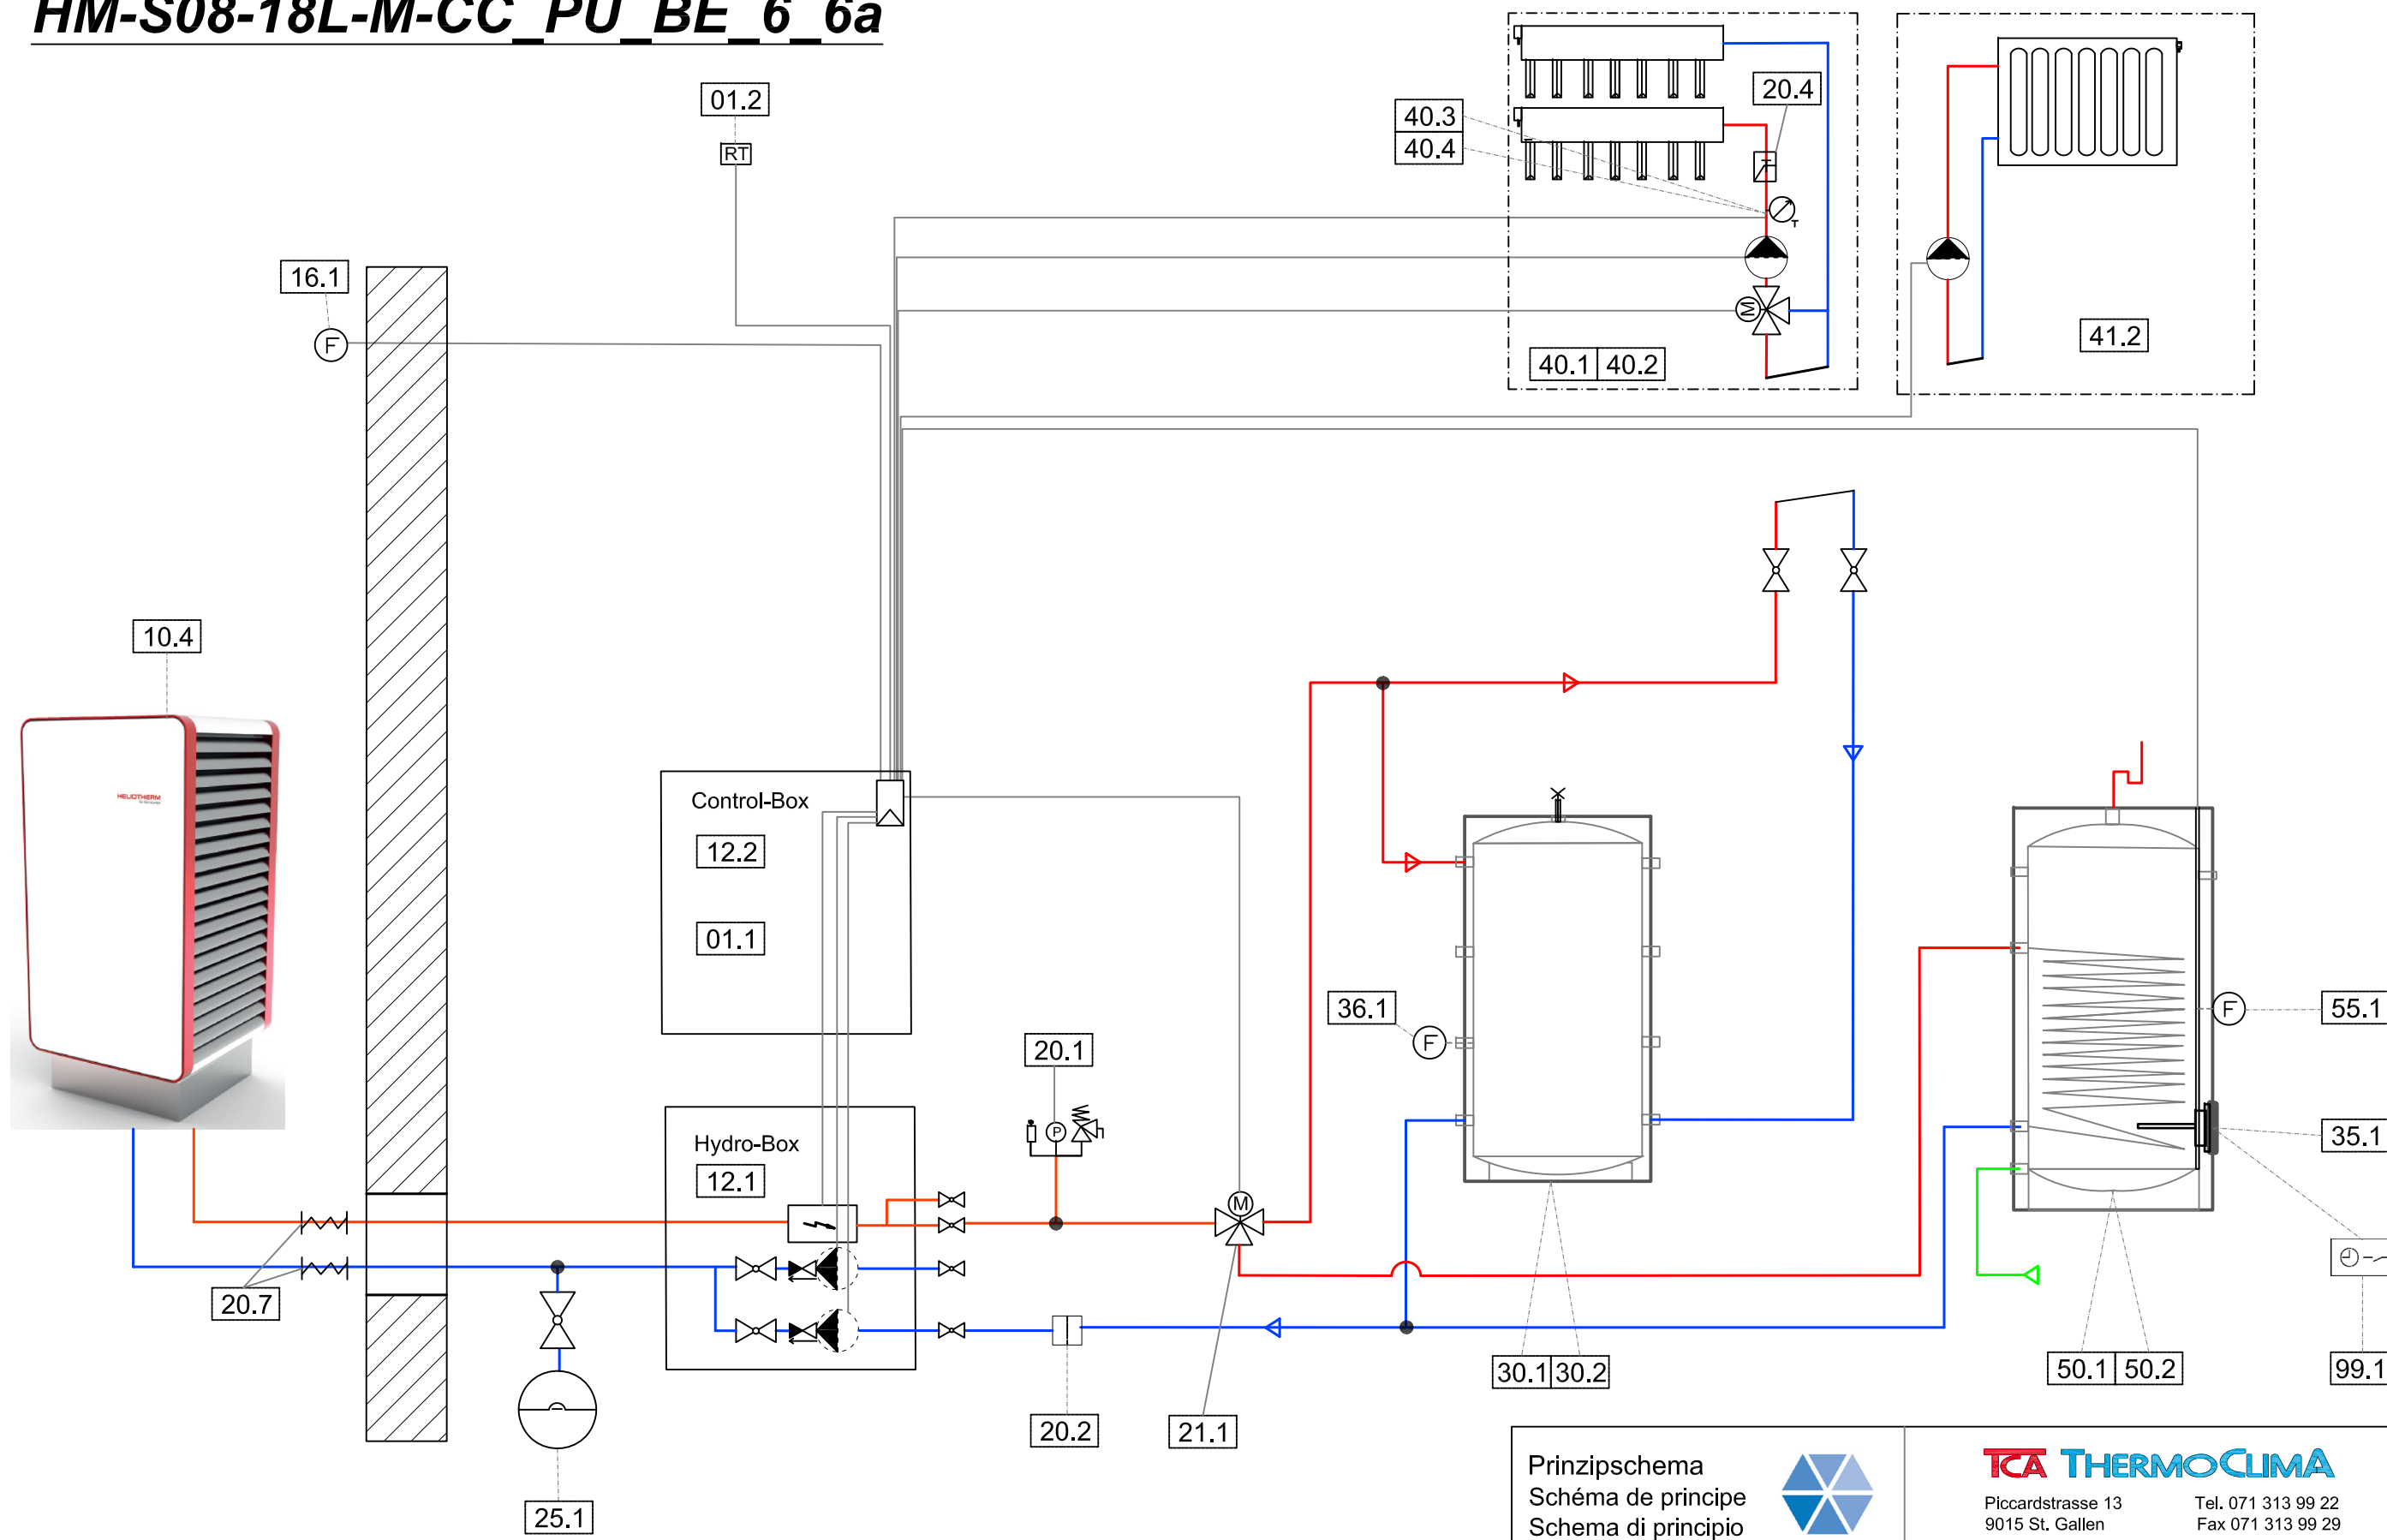 HM-S08-18L-M-CC_PU_BE_6_6a
01.2
RT
40.3
40.4
20.4
T
M
40.1 40.2
41.2
16.1
F
10.4
HELIOTHERM
Control-Box
12.2
01.1
36.1
F
F
55.1
35.1
20.1
P
Hydro-Box
12.1
M
20.7
30.1 30.2
50.1 50.2
99.1
20.2
21.1
25.1
Prinzipschema
Schéma de principe
Schema di principio
TCA THERMOCLIMA
Piccardstrasse 13 Tel. 071 313 99 22
9015 St. Gallen Fax 071 313 99 29